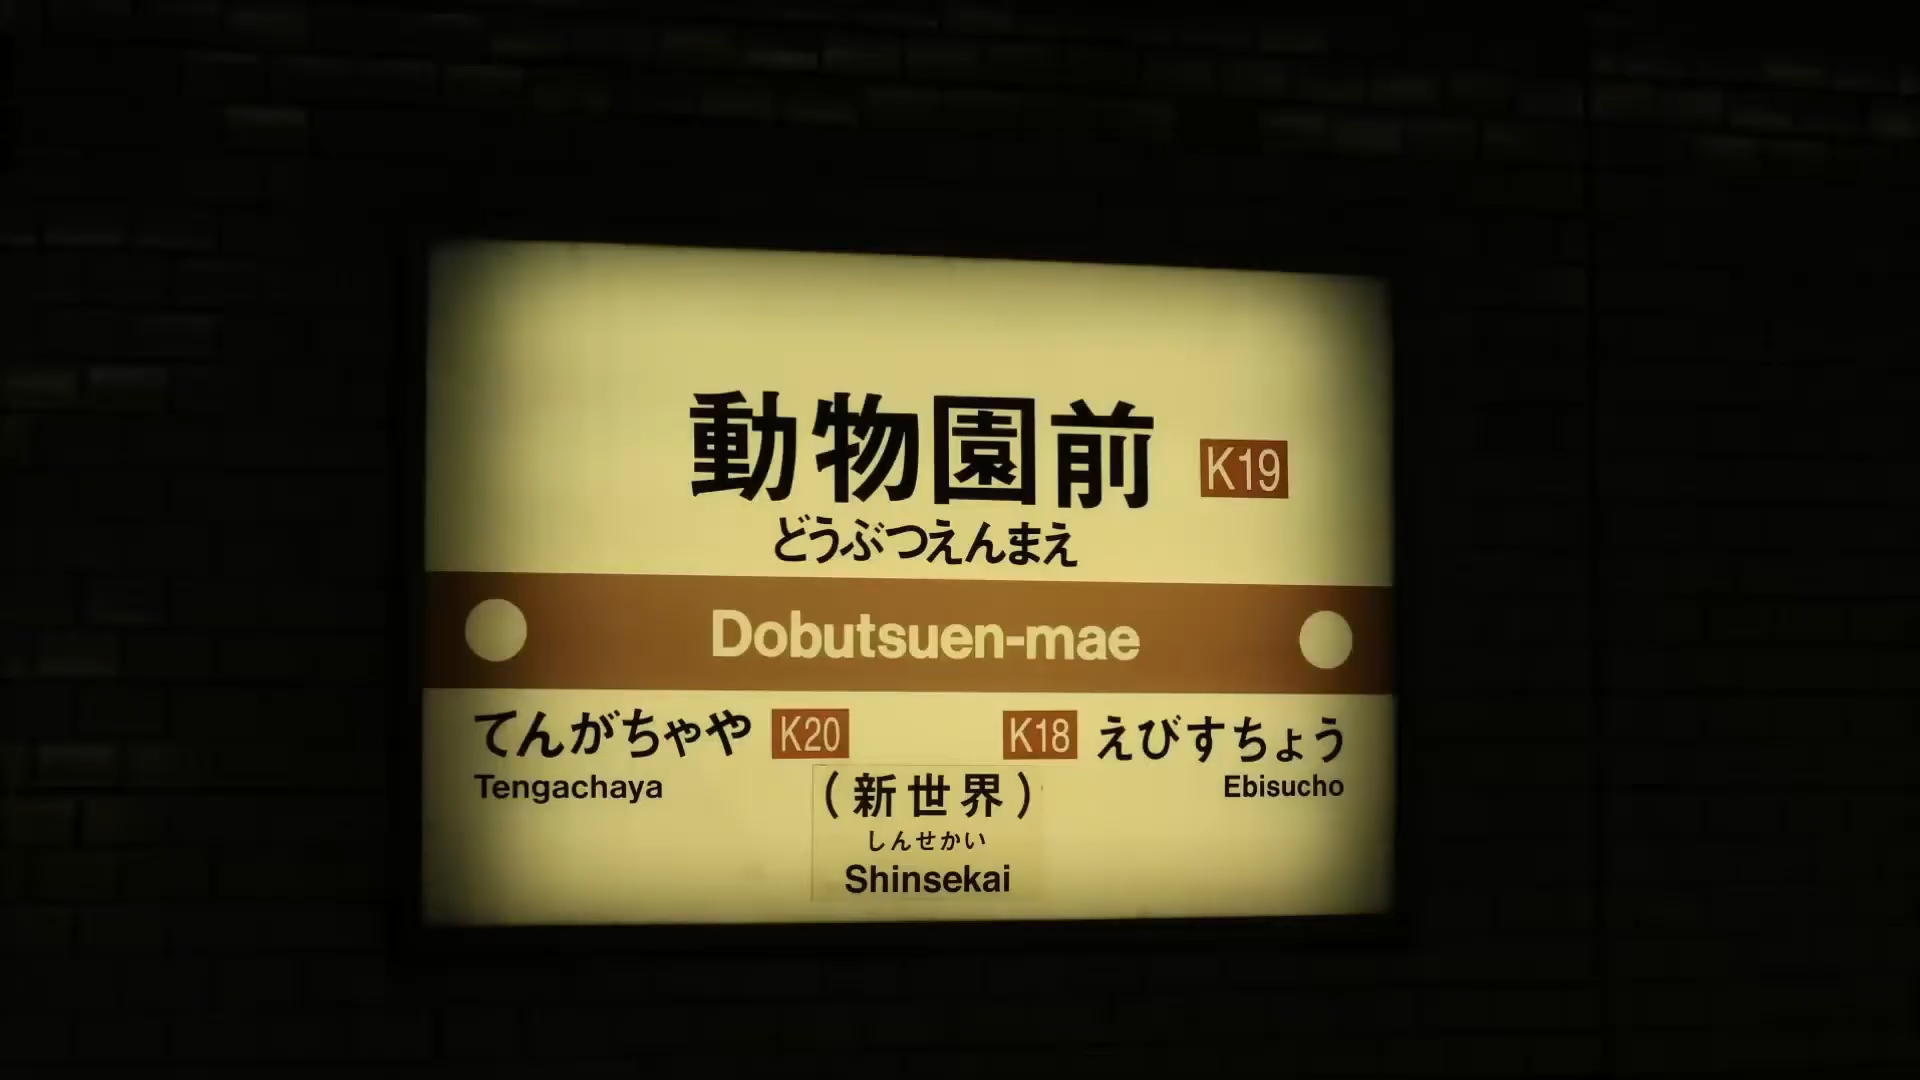 動物園前 K19
どうぶつえんまえ
Dobutsuen-mae
てんがちゃや K20
Tengachaya
K18 えびすちょう
Ebisucho
(新世界)
しんせかい
Shinsekai